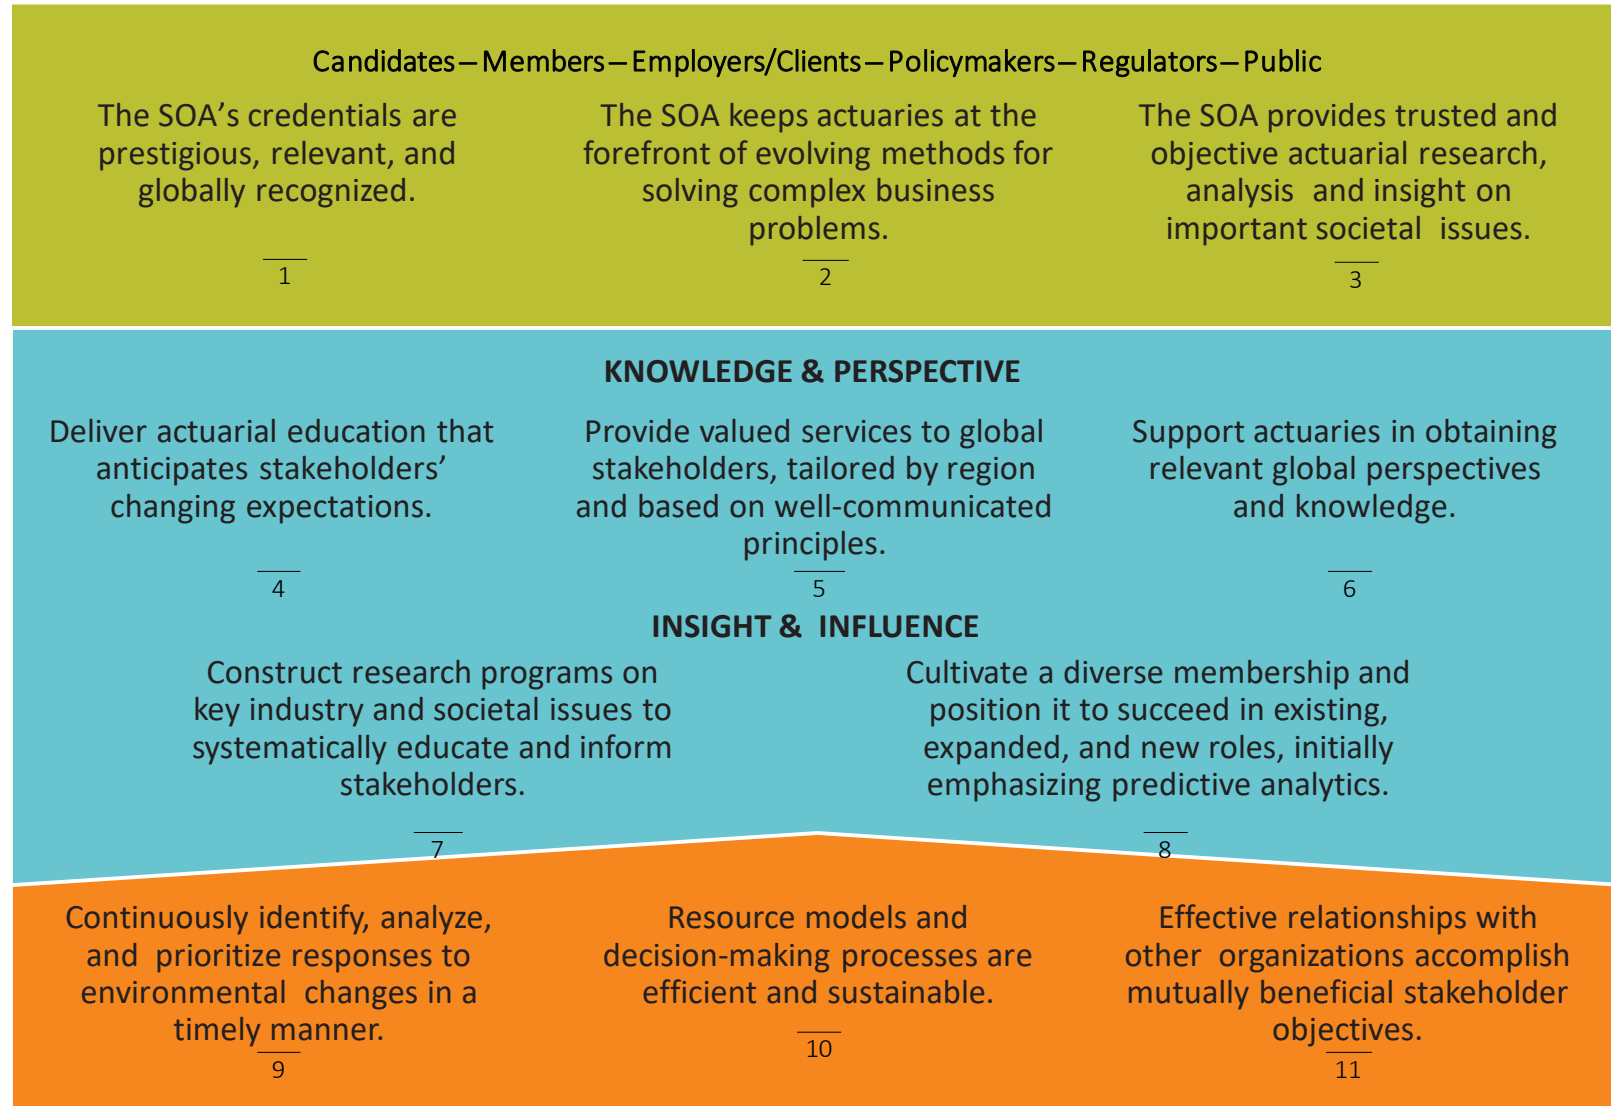 Candidates – Members – Employers/Clients – Policymakers – Regulators – Public
The SOA’s credentials are
prestigious, relevant, and
globally recognized.
1
The SOA keeps actuaries at the
forefront of evolving methods for
solving complex business
problems.
2
The SOA provides trusted and
objective actuarial research,
analysis and insight on
important societal issues.
3
KNOWLEDGE & PERSPECTIVE
Deliver actuarial education that
anticipates stakeholders’
changing expectations.
4
Provide valued services to global
stakeholders, tailored by region
and based on well-communicated
principles.
5
Support actuaries in obtaining
relevant global perspectives
and knowledge.
6
INSIGHT & INFLUENCE
Construct research programs on
key industry and societal issues to
systematically educate and inform
stakeholders.
7
Cultivate a diverse membership and
position it to succeed in existing,
expanded, and new roles, initially
emphasizing predictive analytics.
8
Continuously identify, analyze,
and prioritize responses to
environmental changes in a
timely manner.
9
Resource models and
decision-making processes are
efficient and sustainable.
10
Effective relationships with
other organizations accomplish
mutually beneficial stakeholder
objectives.
11